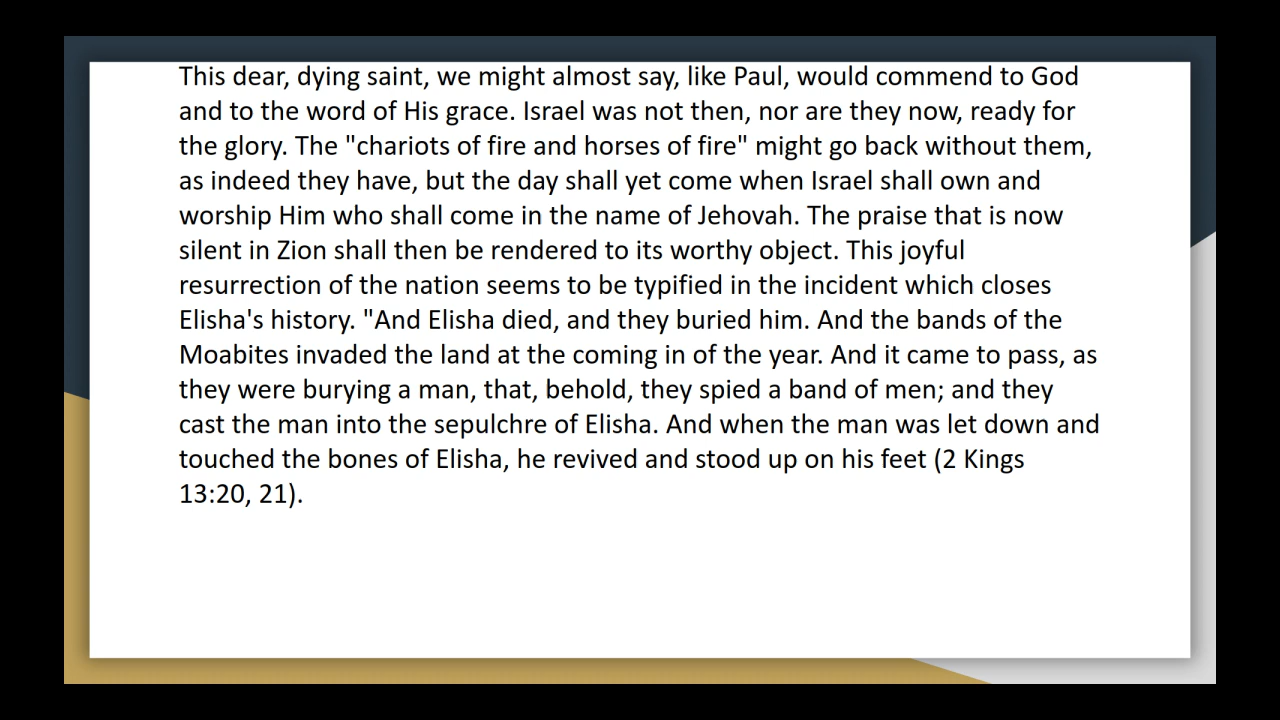 This dear, dying saint, we might almost say, like Paul, would commend to God
and to the word of His grace. Israel was not then, nor are they now, ready for
the glory. The "chariots of fire and horses of fire" might go back without them,
as indeed they have, but the day shall yet come when Israel shall own and
worship Him who shall come in the name of Jehovah. The praise that is now
silent in Zion shall then be rendered to its worthy object. This joyful
resurrection of the nation seems to be typified in the incident which closes
Elisha's history. "And Elisha died, and they buried him. And the bands of the
Moabites invaded the land at the coming in of the year. And it came to pass, as
they were burying a man, that, behold, they spied a band of men; and they
cast the man into the sepulchre of Elisha. And when the man was let down and
touched the bones of Elisha, he revived and stood up on his feet (2 Kings
13:20, 21).